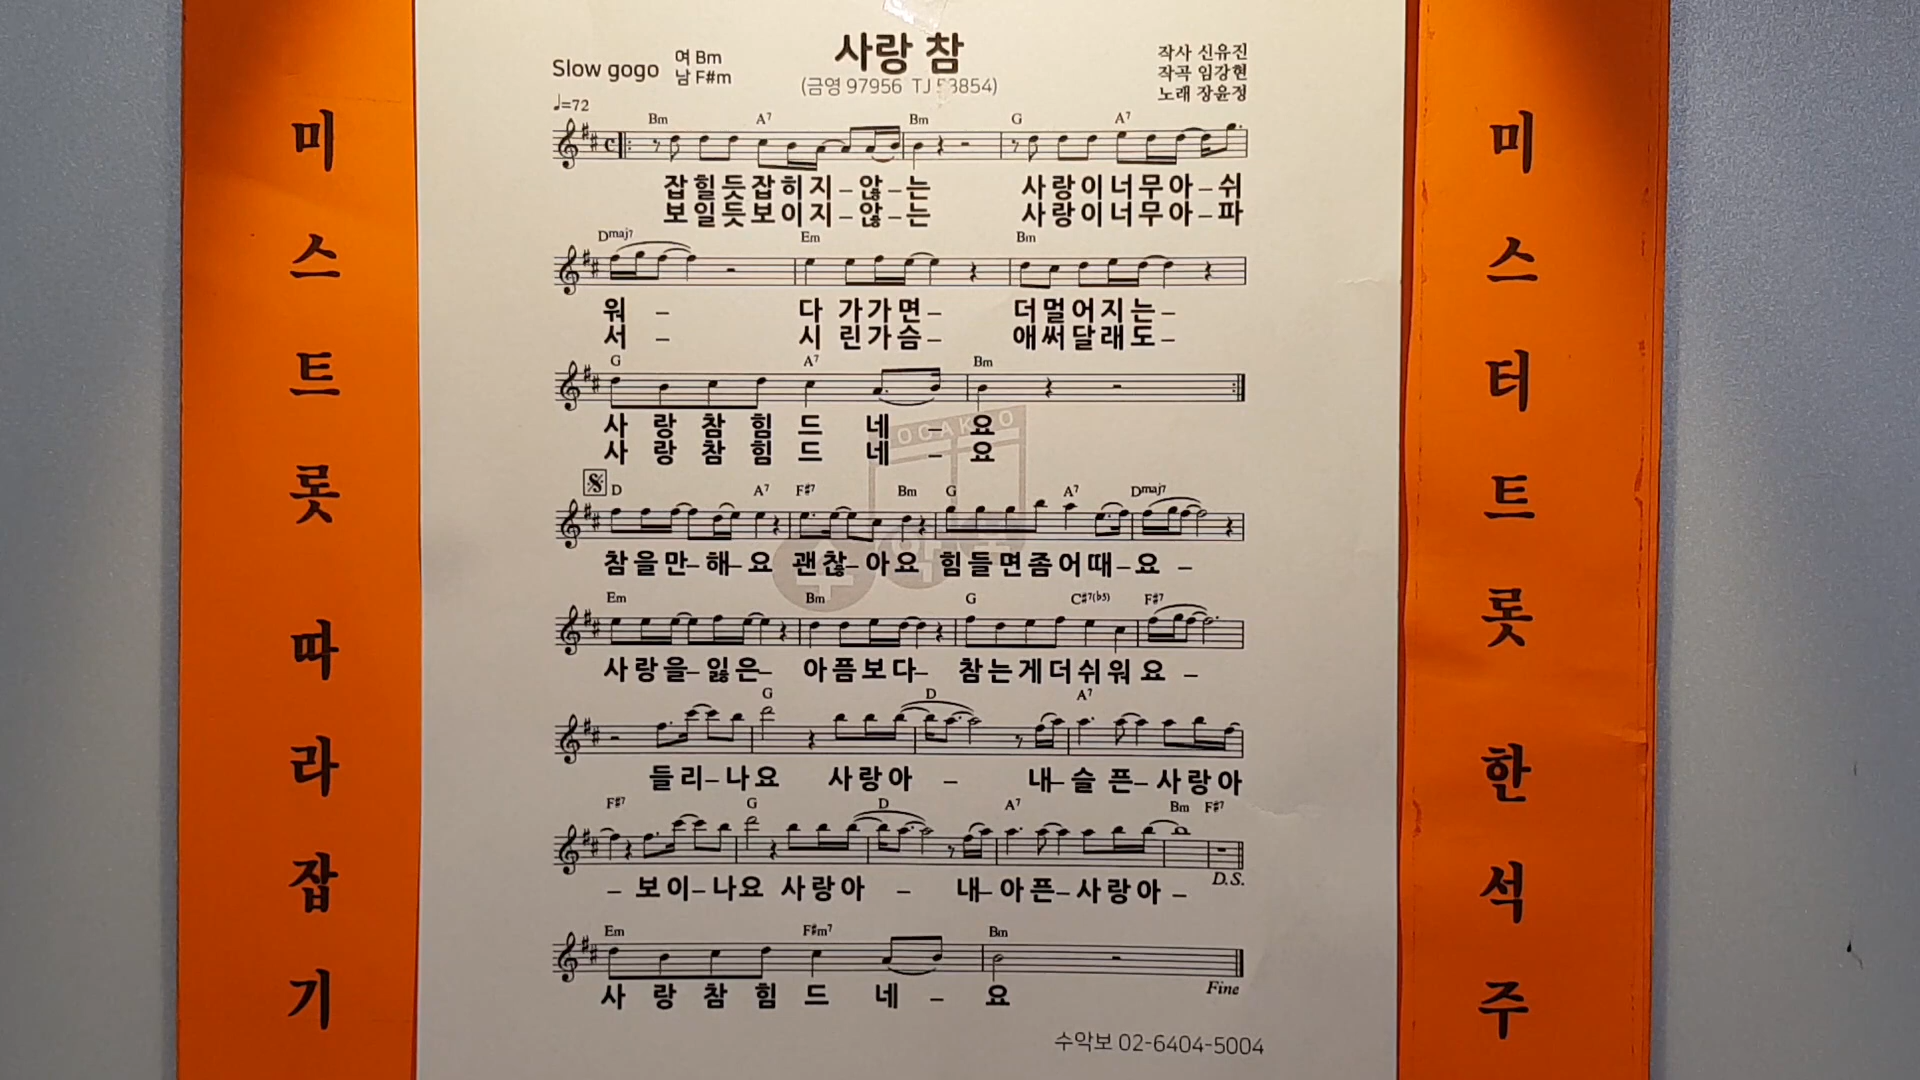 미스트롯 따라잡기
사랑 참
Slow gogo
여 Bm
남 F#m
(금영 97956 TJ 53854)
작사 신유진
작곡 임강현
노래 장윤정
♩=72
Bm A7 Bm G A7
잡힐듯잡히지-않-는 사랑이너무아-쉬
보일듯보이지-않-는 사랑이너무아-파
Dmaj7 Em Bm
워 - 다가가면- 더멀어지는-
서 - 시린가슴- 애써달래도-
G A7 Bm
사랑참힘드네-요
사랑참힘드네-요
D A7 F#7 Bm G A7 Dmaj7
참을만-해-요 괜찮-아요 힘들면좀어때-요 -
Em Bm G C#7(b5) F#7
사랑을-잃은- 아픔보다- 참는게더쉬워요 -
G D A7
들리-나요 사랑아 - 내-슬픈-사랑아
F#7 G D A7 Bm F#7
- 보이-나요 사랑아 - 내-아픈-사랑아-
D.S.
Em F#m7 Bm
사랑참힘드네-요
Fine
수악보 02-6404-5004
미스터트롯 한석주